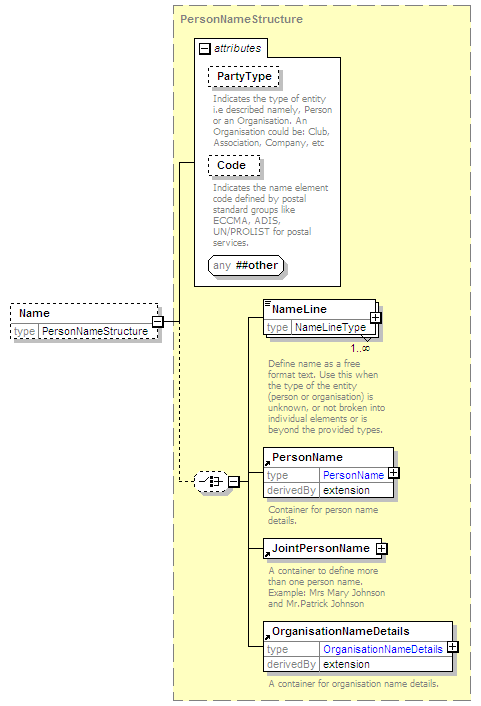 PersonNameStructure
attributes
PartyType
Indicates the type of entity
i.e described namely, Person
or an Organisation. An
Organisation could be: Club,
Association, Company, etc
Code
Indicates the name element
code defined by postal
standard groups like
ECCMA, ADIS,
UN/PROLIST for postal
services.
any ##other
Name
type PersonNameStructure
NameLine
type NameLineType
1..∞
Define name as a free
format text. Use this when
the type of the entity
(person or organisation) is
unknown, or not broken into
individual elements or is
beyond the provided types.
PersonName
type PersonName
derivedBy extension
Container for person name
details.
JointPersonName
A container to define more
than one person name.
Example: Mrs Mary Johnson
and Mr.Patrick Johnson
OrganisationNameDetails
type OrganisationNameDetails
derivedBy extension
A container for organisation name details.